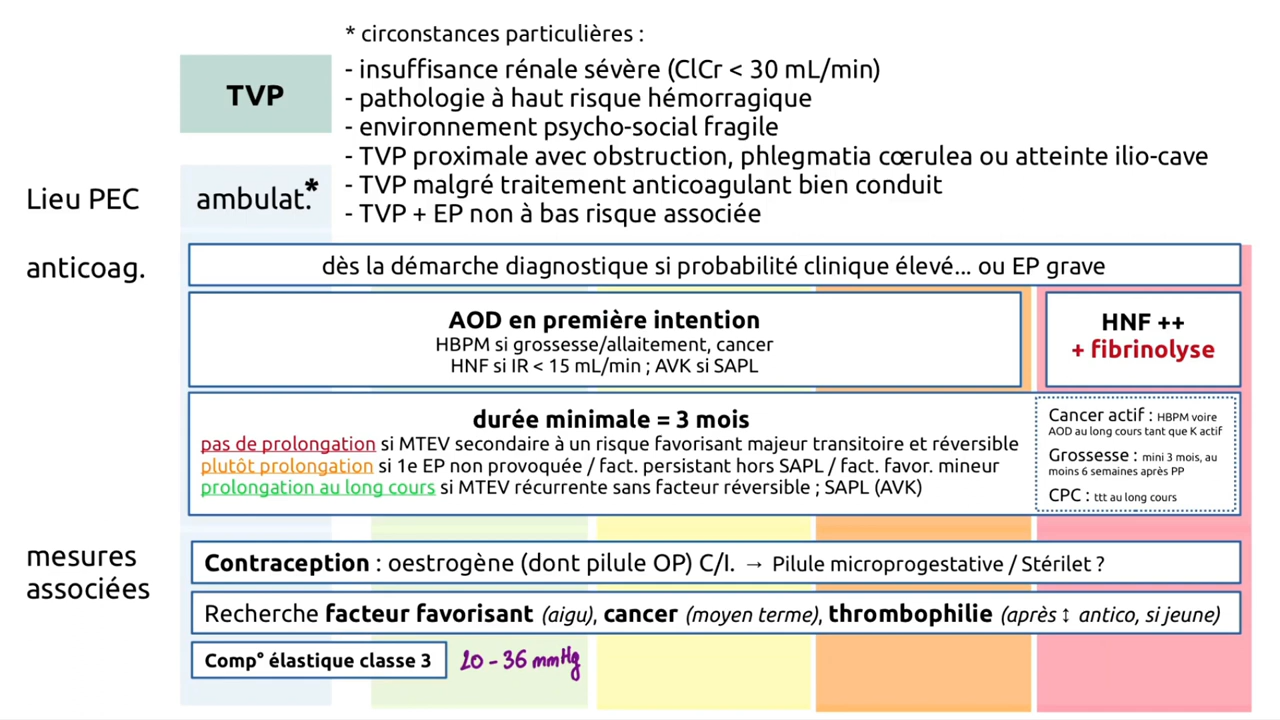 * circonstances particulières :
TVP
- insuffisance rénale sévère (ClCr < 30 mL/min)
- pathologie à haut risque hémorragique
- environnement psycho-social fragile
- TVP proximale avec obstruction, phlegmatia cœrulea ou atteinte ilio-cave
- TVP malgré traitement anticoagulant bien conduit
- TVP + EP non à bas risque associée
Lieu PEC
ambulat.*
anticoag.
dès la démarche diagnostique si probabilité clinique élevé... ou EP grave
AOD en première intention
HBPM si grossesse/allaitement, cancer
HNF si IR < 15 mL/min ; AVK si SAPL
HNF ++
+ fibrinolyse
durée minimale = 3 mois
pas de prolongation si MTEV secondaire à un risque favorisant majeur transitoire et réversible
plutôt prolongation si 1e EP non provoquée / fact. persistant hors SAPL / fact. favor. mineur
prolongation au long cours si MTEV récurrente sans facteur réversible ; SAPL (AVK)
Cancer actif : HBPM voire
AOD au long cours tant que K actif
Grossesse : mini 3 mois, au
moins 6 semaines après PP
CPC : ttt au long cours
mesures
associées
Contraception : oestrogène (dont pilule OP) C/I. → Pilule microprogestative / Stérilet ?
Recherche facteur favorisant (aigu), cancer (moyen terme), thrombophilie (après ↕ antico, si jeune)
Comp° élastique classe 3
20 - 36 mmHg